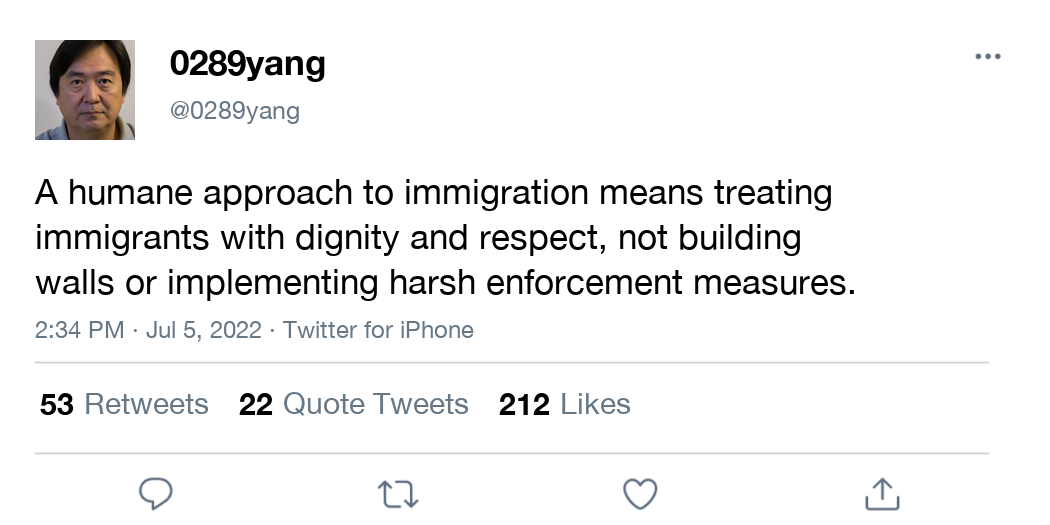 0289yang
@0289yang
A humane approach to immigration means treating
immigrants with dignity and respect, not building
walls or implementing harsh enforcement measures.
2:34 PM · Jul 5, 2022 · Twitter for iPhone
53 Retweets 22 Quote Tweets 212 Likes